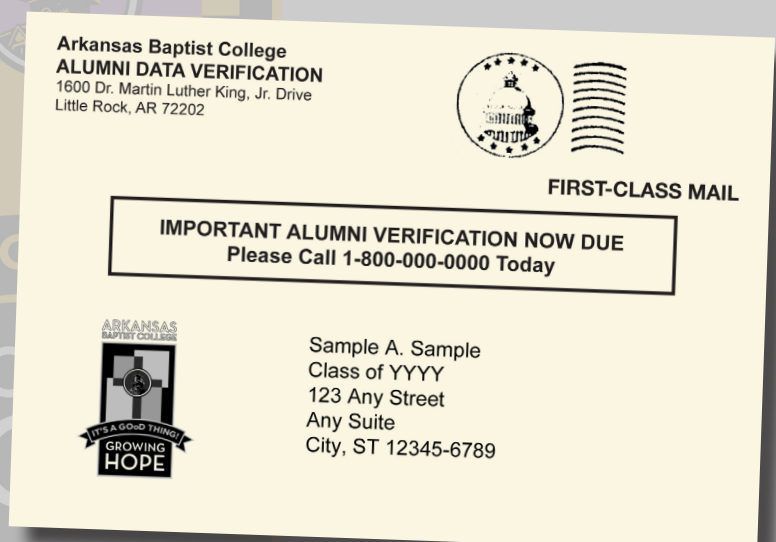 Arkansas Baptist College
ALUMNI DATA VERIFICATION
1600 Dr. Martin Luther King, Jr. Drive
Little Rock, AR 72202
FIRST-CLASS MAIL
IMPORTANT ALUMNI VERIFICATION NOW DUE
Please Call 1-800-000-0000 Today
ARKANSAS
BAPTIST COLLEGE
IT'S A GOoD THING!
GROWING
HOPE
Sample A. Sample
Class of YYYY
123 Any Street
Any Suite
City, ST 12345-6789